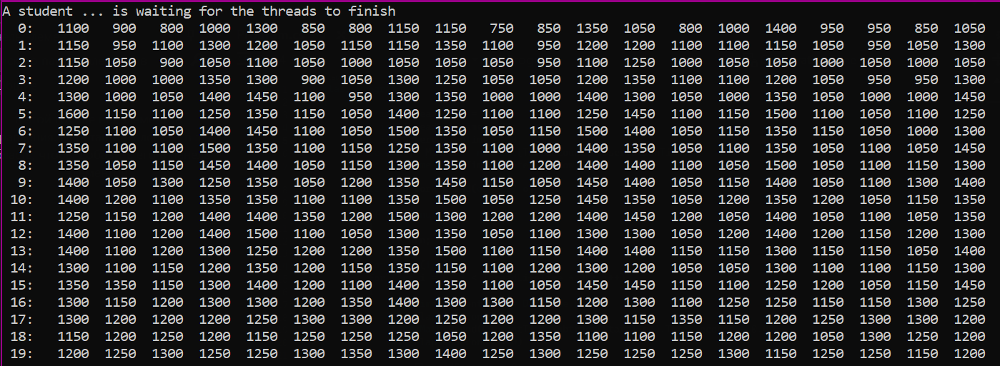 A student ... is waiting for the threads to finish
0: 1100 900 800 1000 1300 850 800 1150 1150 750 850 1350 1050 800 1000 1400 950 950 850 1050
1: 1150 950 1100 1300 1200 1050 1150 1150 1350 1100 950 1200 1200 1100 1100 1150 1050 950 1050 1300
2: 1150 1050 900 1050 1100 1050 1000 1050 1050 1050 950 1100 1250 1000 1050 1050 1000 1050 1000 1050
3: 1200 1000 1000 1350 1300 900 1050 1300 1250 1050 1050 1200 1350 1100 1100 1200 1050 950 950 1300
4: 1300 1000 1050 1400 1450 1100 950 1300 1350 1000 1000 1400 1300 1050 1000 1350 1050 1000 1000 1450
5: 1600 1150 1100 1250 1350 1150 1050 1400 1250 1100 1100 1250 1450 1100 1150 1500 1100 1050 1100 1250
6: 1250 1100 1050 1400 1450 1100 1050 1500 1350 1050 1150 1500 1400 1050 1150 1350 1150 1050 1000 1300
7: 1350 1100 1100 1500 1350 1100 1150 1250 1350 1100 1000 1400 1350 1050 1100 1350 1050 1100 1050 1450
8: 1350 1050 1150 1450 1400 1050 1150 1300 1350 1100 1200 1400 1400 1100 1050 1500 1050 1100 1150 1300
9: 1400 1050 1300 1250 1350 1050 1200 1350 1450 1150 1050 1450 1400 1050 1150 1400 1050 1100 1300 1400
10: 1400 1200 1100 1350 1350 1100 1100 1350 1500 1050 1250 1450 1350 1050 1200 1350 1200 1050 1150 1350
11: 1250 1150 1200 1400 1400 1350 1200 1500 1300 1200 1200 1400 1450 1200 1050 1400 1050 1100 1050 1350
12: 1400 1100 1200 1400 1500 1100 1050 1300 1350 1050 1100 1300 1300 1050 1200 1400 1200 1150 1200 1300
13: 1400 1100 1200 1300 1250 1200 1200 1350 1500 1100 1150 1400 1400 1150 1150 1300 1150 1150 1050 1400
14: 1300 1100 1150 1200 1350 1200 1150 1350 1150 1100 1200 1300 1200 1050 1050 1300 1100 1100 1150 1300
15: 1350 1350 1150 1300 1400 1200 1100 1400 1350 1100 1050 1450 1450 1150 1100 1250 1200 1050 1150 1450
16: 1300 1150 1200 1300 1300 1200 1350 1400 1300 1300 1150 1200 1300 1100 1250 1250 1150 1150 1300 1250
17: 1300 1200 1200 1200 1250 1300 1300 1200 1250 1200 1200 1300 1150 1350 1150 1200 1250 1300 1300 1200
18: 1150 1200 1250 1200 1150 1250 1250 1250 1050 1200 1350 1100 1100 1150 1200 1200 1050 1300 1250 1200
19: 1200 1250 1300 1250 1250 1300 1350 1300 1400 1250 1300 1250 1250 1250 1300 1150 1250 1250 1150 1200